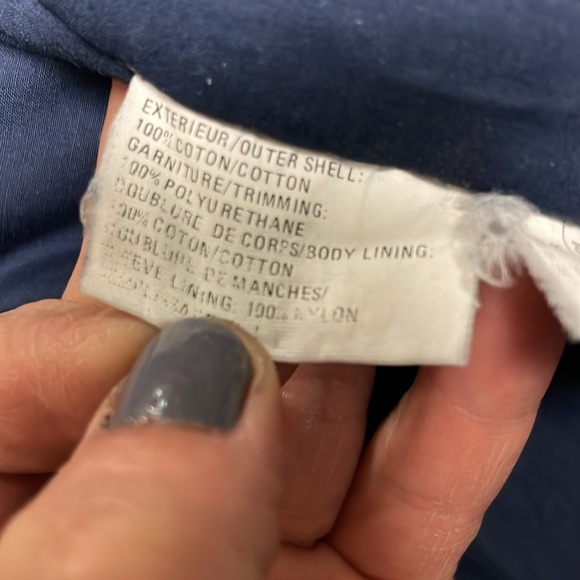 EXTERIEUR/OUTER SHELL:
100% COTON/COTTON
GARNITURE/TRIMMING:
100% POLYURETHANE
DOUBLURE DE CORPS/BODY LINING:
100% COTON/COTTON
DOUBLURE DE MANCHES/
SLEEVE LINING: 100% NYLON